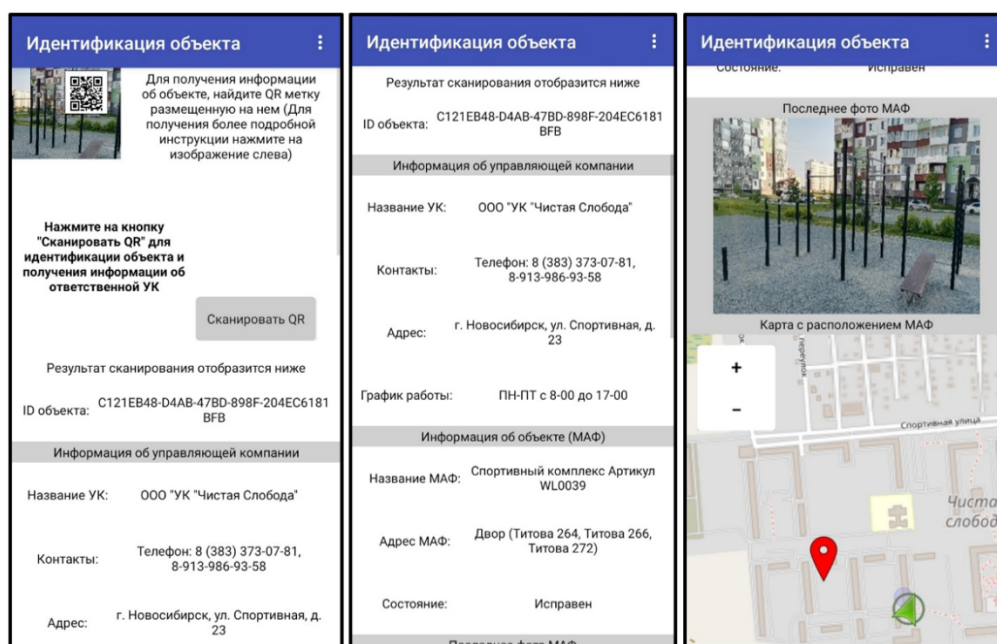 Идентификация объекта
Для получения информации
об объекте, найдите QR метку
размещенную на нем (Для
получения более подробной
инструкции нажмите на
изображение слева)
Нажмите на кнопку
"Сканировать QR" для
идентификации объекта и
получения информации об
ответственной УК
Сканировать QR
Результат сканирования отобразится ниже
ID объекта: C121EB48-D4AB-47BD-898F-204EC6181
BFB
Информация об управляющей компании
Название УК: ООО "УК "Чистая Слобода"
Контакты: Телефон: 8 (383) 373-07-81,
8-913-986-93-58
Адрес: г. Новосибирск, ул. Спортивная, д.
23
Идентификация объекта
Результат сканирования отобразится ниже
ID объекта: C121EB48-D4AB-47BD-898F-204EC6181
BFB
Информация об управляющей компании
Название УК: ООО "УК "Чистая Слобода"
Контакты: Телефон: 8 (383) 373-07-81,
8-913-986-93-58
Адрес: г. Новосибирск, ул. Спортивная, д.
23
График работы: ПН-ПТ с 8-00 до 17-00
Информация об объекте (МАФ)
Название МАФ: Спортивный комплекс Артикул
WL0039
Адрес МАФ: Двор (Титова 264, Титова 266,
Титова 272)
Состояние: Исправен
Последнее фото МАФ
Идентификация объекта
Состояние: Исправен
Последнее фото МАФ
Карта с расположением МАФ
+
−
переулок
Спортивная улица
Чиста
слобод